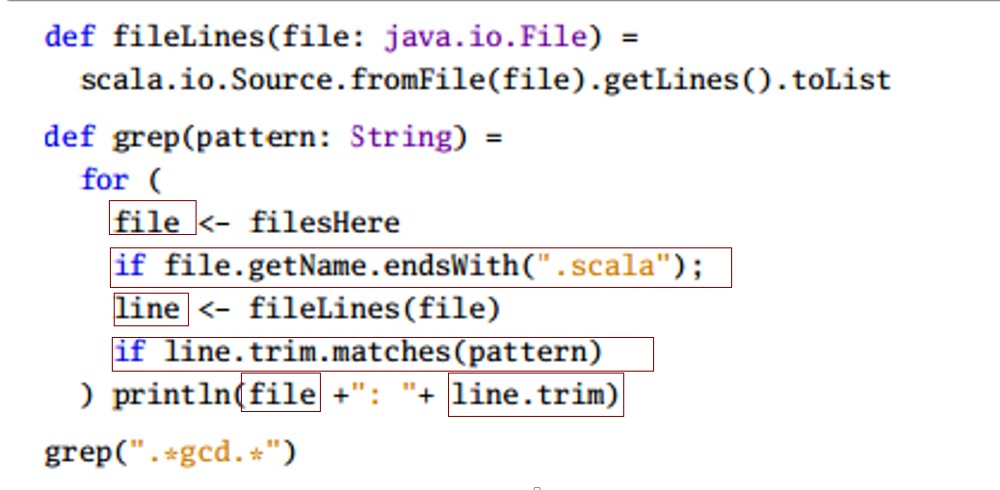 def fileLines(file: java.io.File) =
scala.io.Source.fromFile(file).getLines().toList
def grep(pattern: String) =
for (
file <- filesHere
if file.getName.endsWith(".scala");
line <- fileLines(file)
if line.trim.matches(pattern)
) println(file +": "+ line.trim)
grep(".*gcd.*")